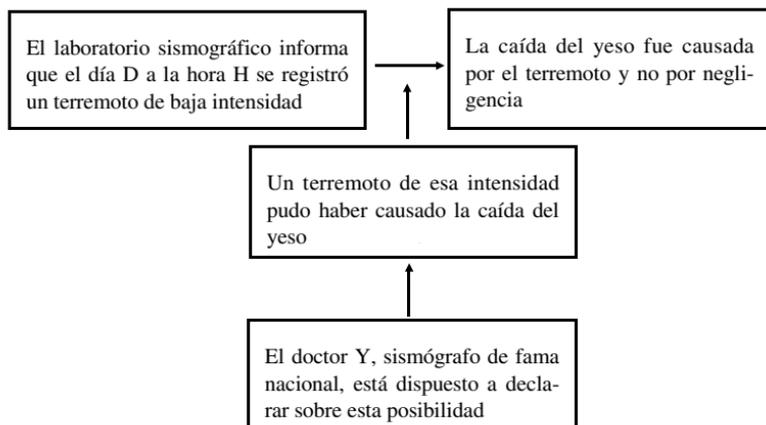 El laboratorio sismográfico informa
que el día D a la hora H se registró
un terremoto de baja intensidad
La caída del yeso fue causada
por el terremoto y no por negli-
gencia
Un terremoto de esa intensidad
pudo haber causado la caída del
yeso
El doctor Y, sismógrafo de fama
nacional, está dispuesto a decla-
rar sobre esta posibilidad